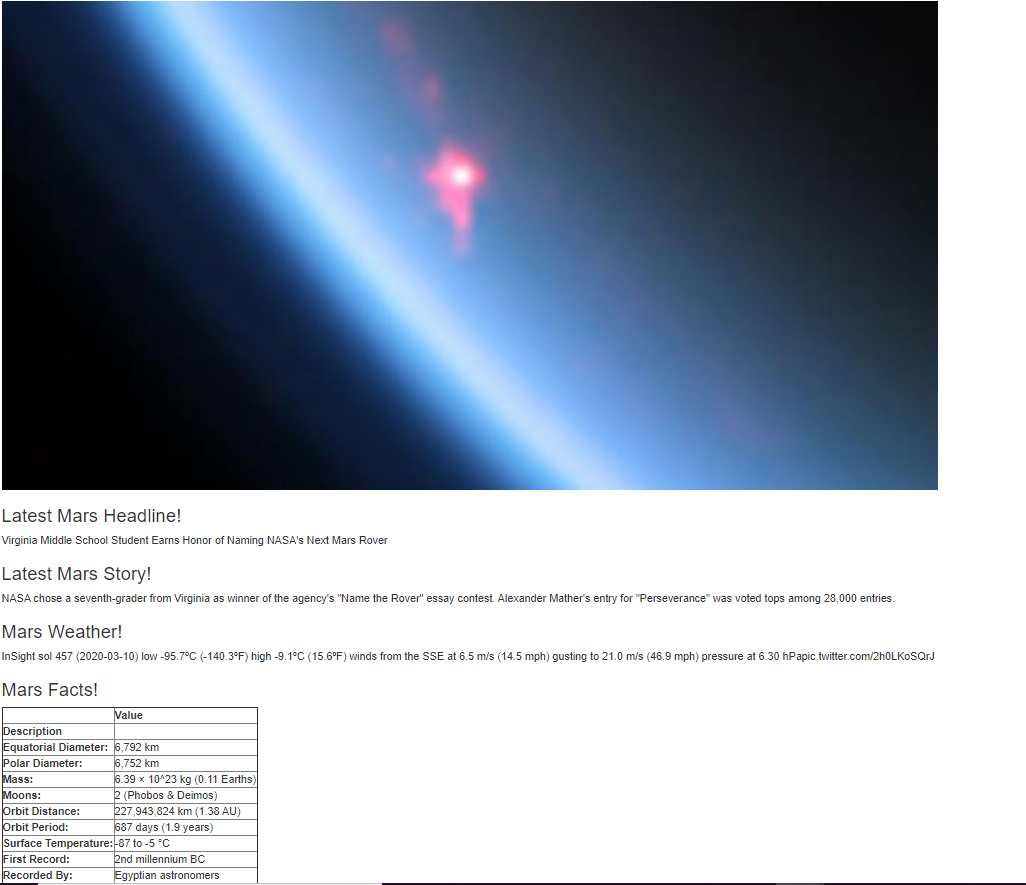 Latest Mars Headline!
Virginia Middle School Student Earns Honor of Naming NASA's Next Mars Rover
Latest Mars Story!
NASA chose a seventh-grader from Virginia as winner of the agency's "Name the Rover" essay contest. Alexander Mather's entry for "Perseverance" was voted tops among 28,000 entries.
Mars Weather!
InSight sol 457 (2020-03-10) low -95.7ºC (-140.3ºF) high -9.1ºC (15.6ºF) winds from the SSE at 6.5 m/s (14.5 mph) gusting to 21.0 m/s (46.9 mph) pressure at 6.30 hPapic.twitter.com/2h0LKoSQrJ
Mars Facts!
Value
Description
Equatorial Diameter: 6,792 km
Polar Diameter: 6,752 km
Mass: 6.39 × 10^23 kg (0.11 Earths)
Moons: 2 (Phobos & Deimos)
Orbit Distance: 227,943,824 km (1.38 AU)
Orbit Period: 687 days (1.9 years)
Surface Temperature: -87 to -5 °C
First Record: 2nd millennium BC
Recorded By: Egyptian astronomers